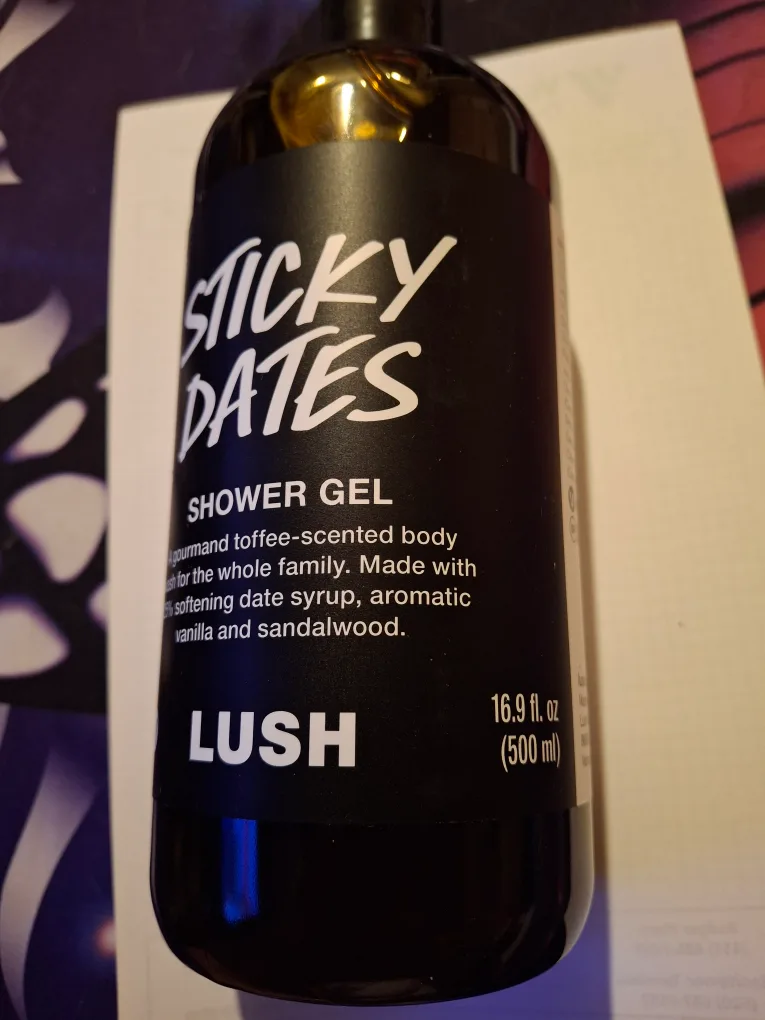 STICKY
DATES
SHOWER GEL
A gourmand toffee-scented body
for the whole family. Made with
softening date syrup, aromatic
vanilla and sandalwood.
LUSH
16.9 fl. oz
(500 ml)